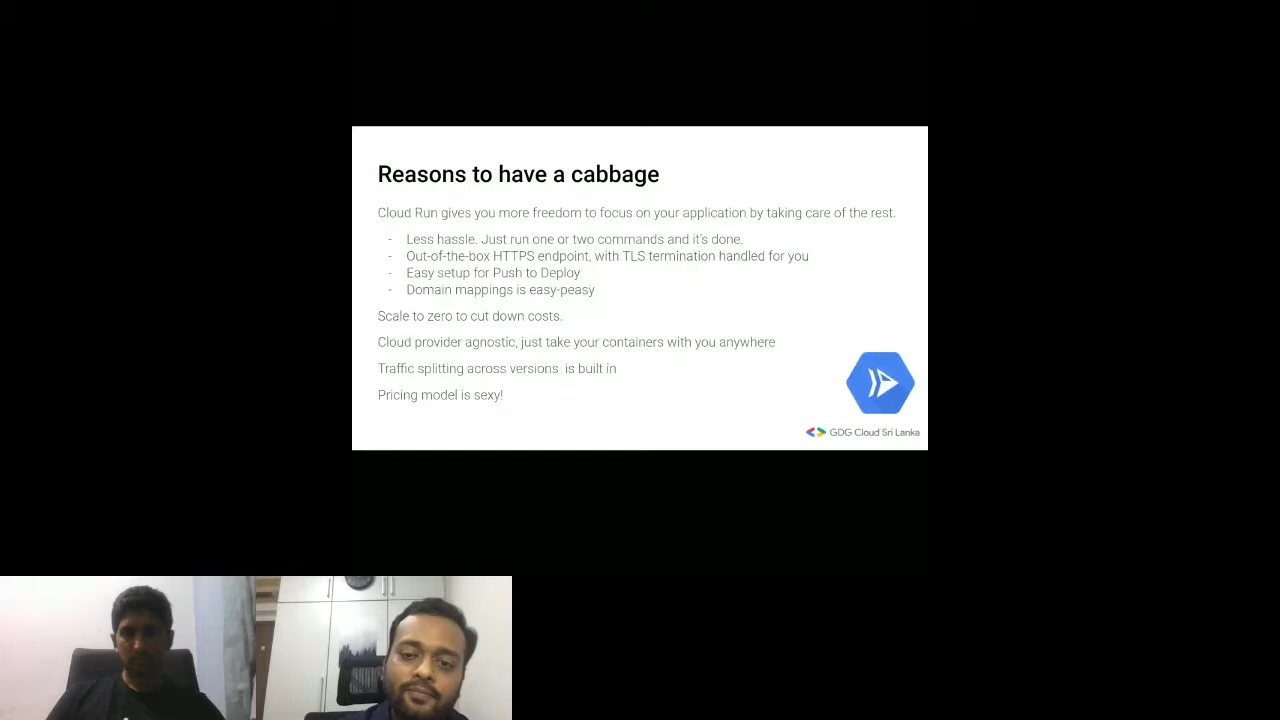 Reasons to have a cabbage
Cloud Run gives you more freedom to focus on your application by taking care of the rest.
- Less hassle. Just run one or two commands and it's done.
- Out-of-the-box HTTPS endpoint, with TLS termination handled for you
- Easy setup for Push to Deploy
- Domain mappings is easy-peasy
Scale to zero to cut down costs.
Cloud provider agnostic, just take your containers with you anywhere
Traffic splitting across versions  is built in
Pricing model is sexy!
GDG Cloud Sri Lanka